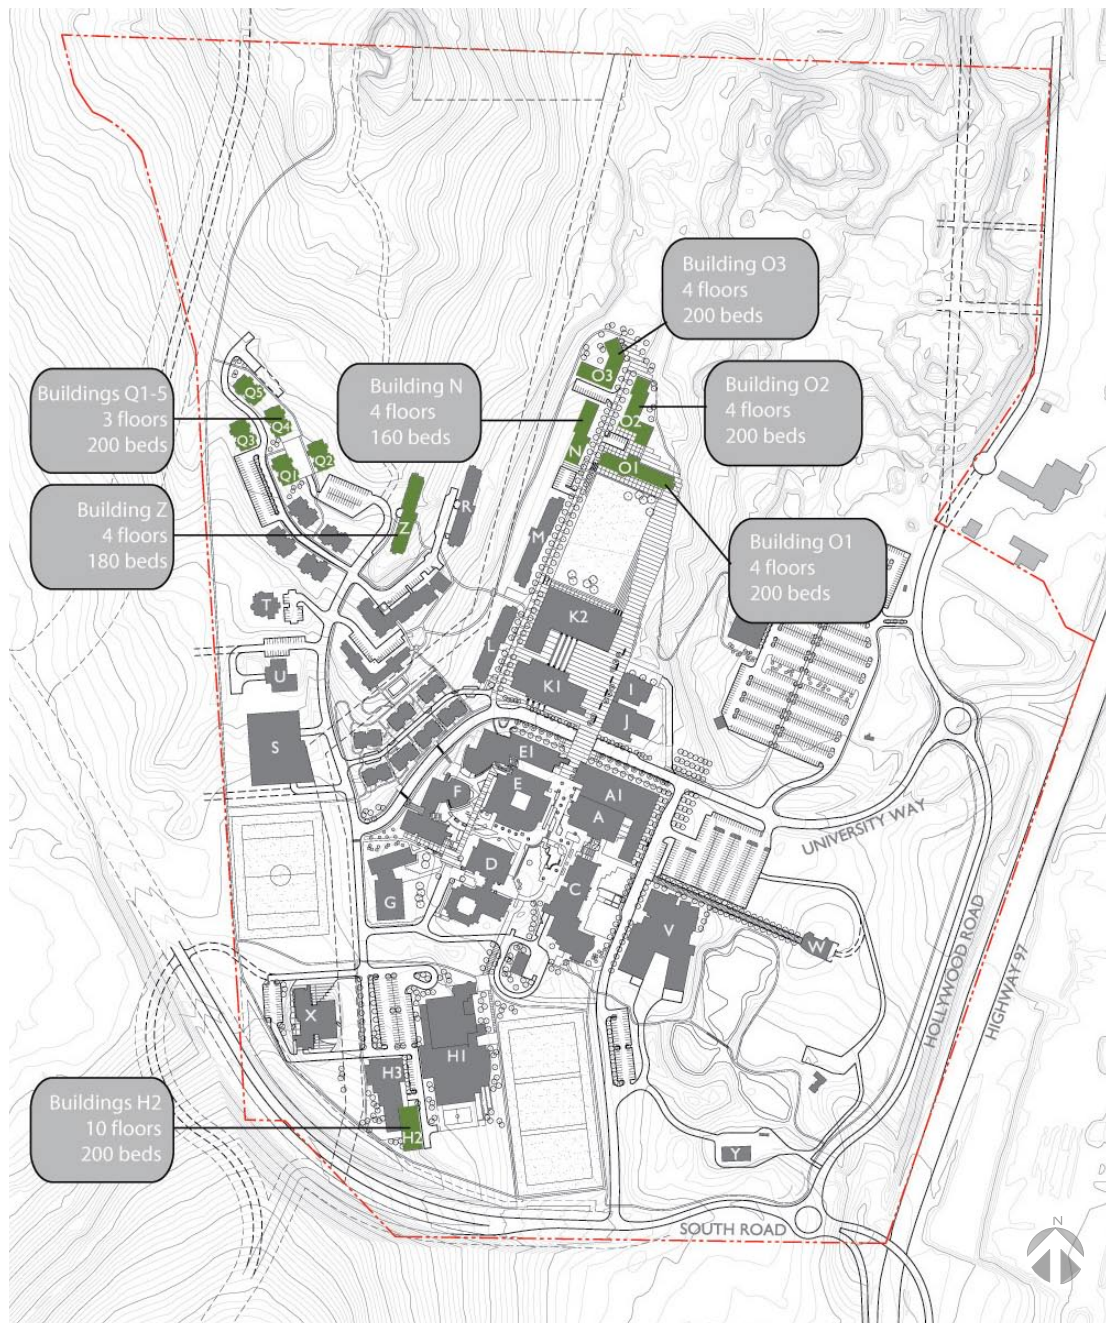 Building O3
4 floors
200 beds
Buildings Q1-5
3 floors
200 beds
Building N
4 floors
160 beds
Building O2
4 floors
200 beds
Building Z
4 floors
180 beds
Building O1
4 floors
200 beds
Q5
Q4
Q3
Q2
Q1
O3
O2
N
O1
Z
R
M
T
K2
L
U
K1
I
J
S
E1
F
E
A1
A
UNIVERSITY WAY
D
C
G
V
W
HOLLYWOOD ROAD
HIGHWAY 97
X
H1
H3
Buildings H2
10 floors
200 beds
H2
Y
SOUTH ROAD
N